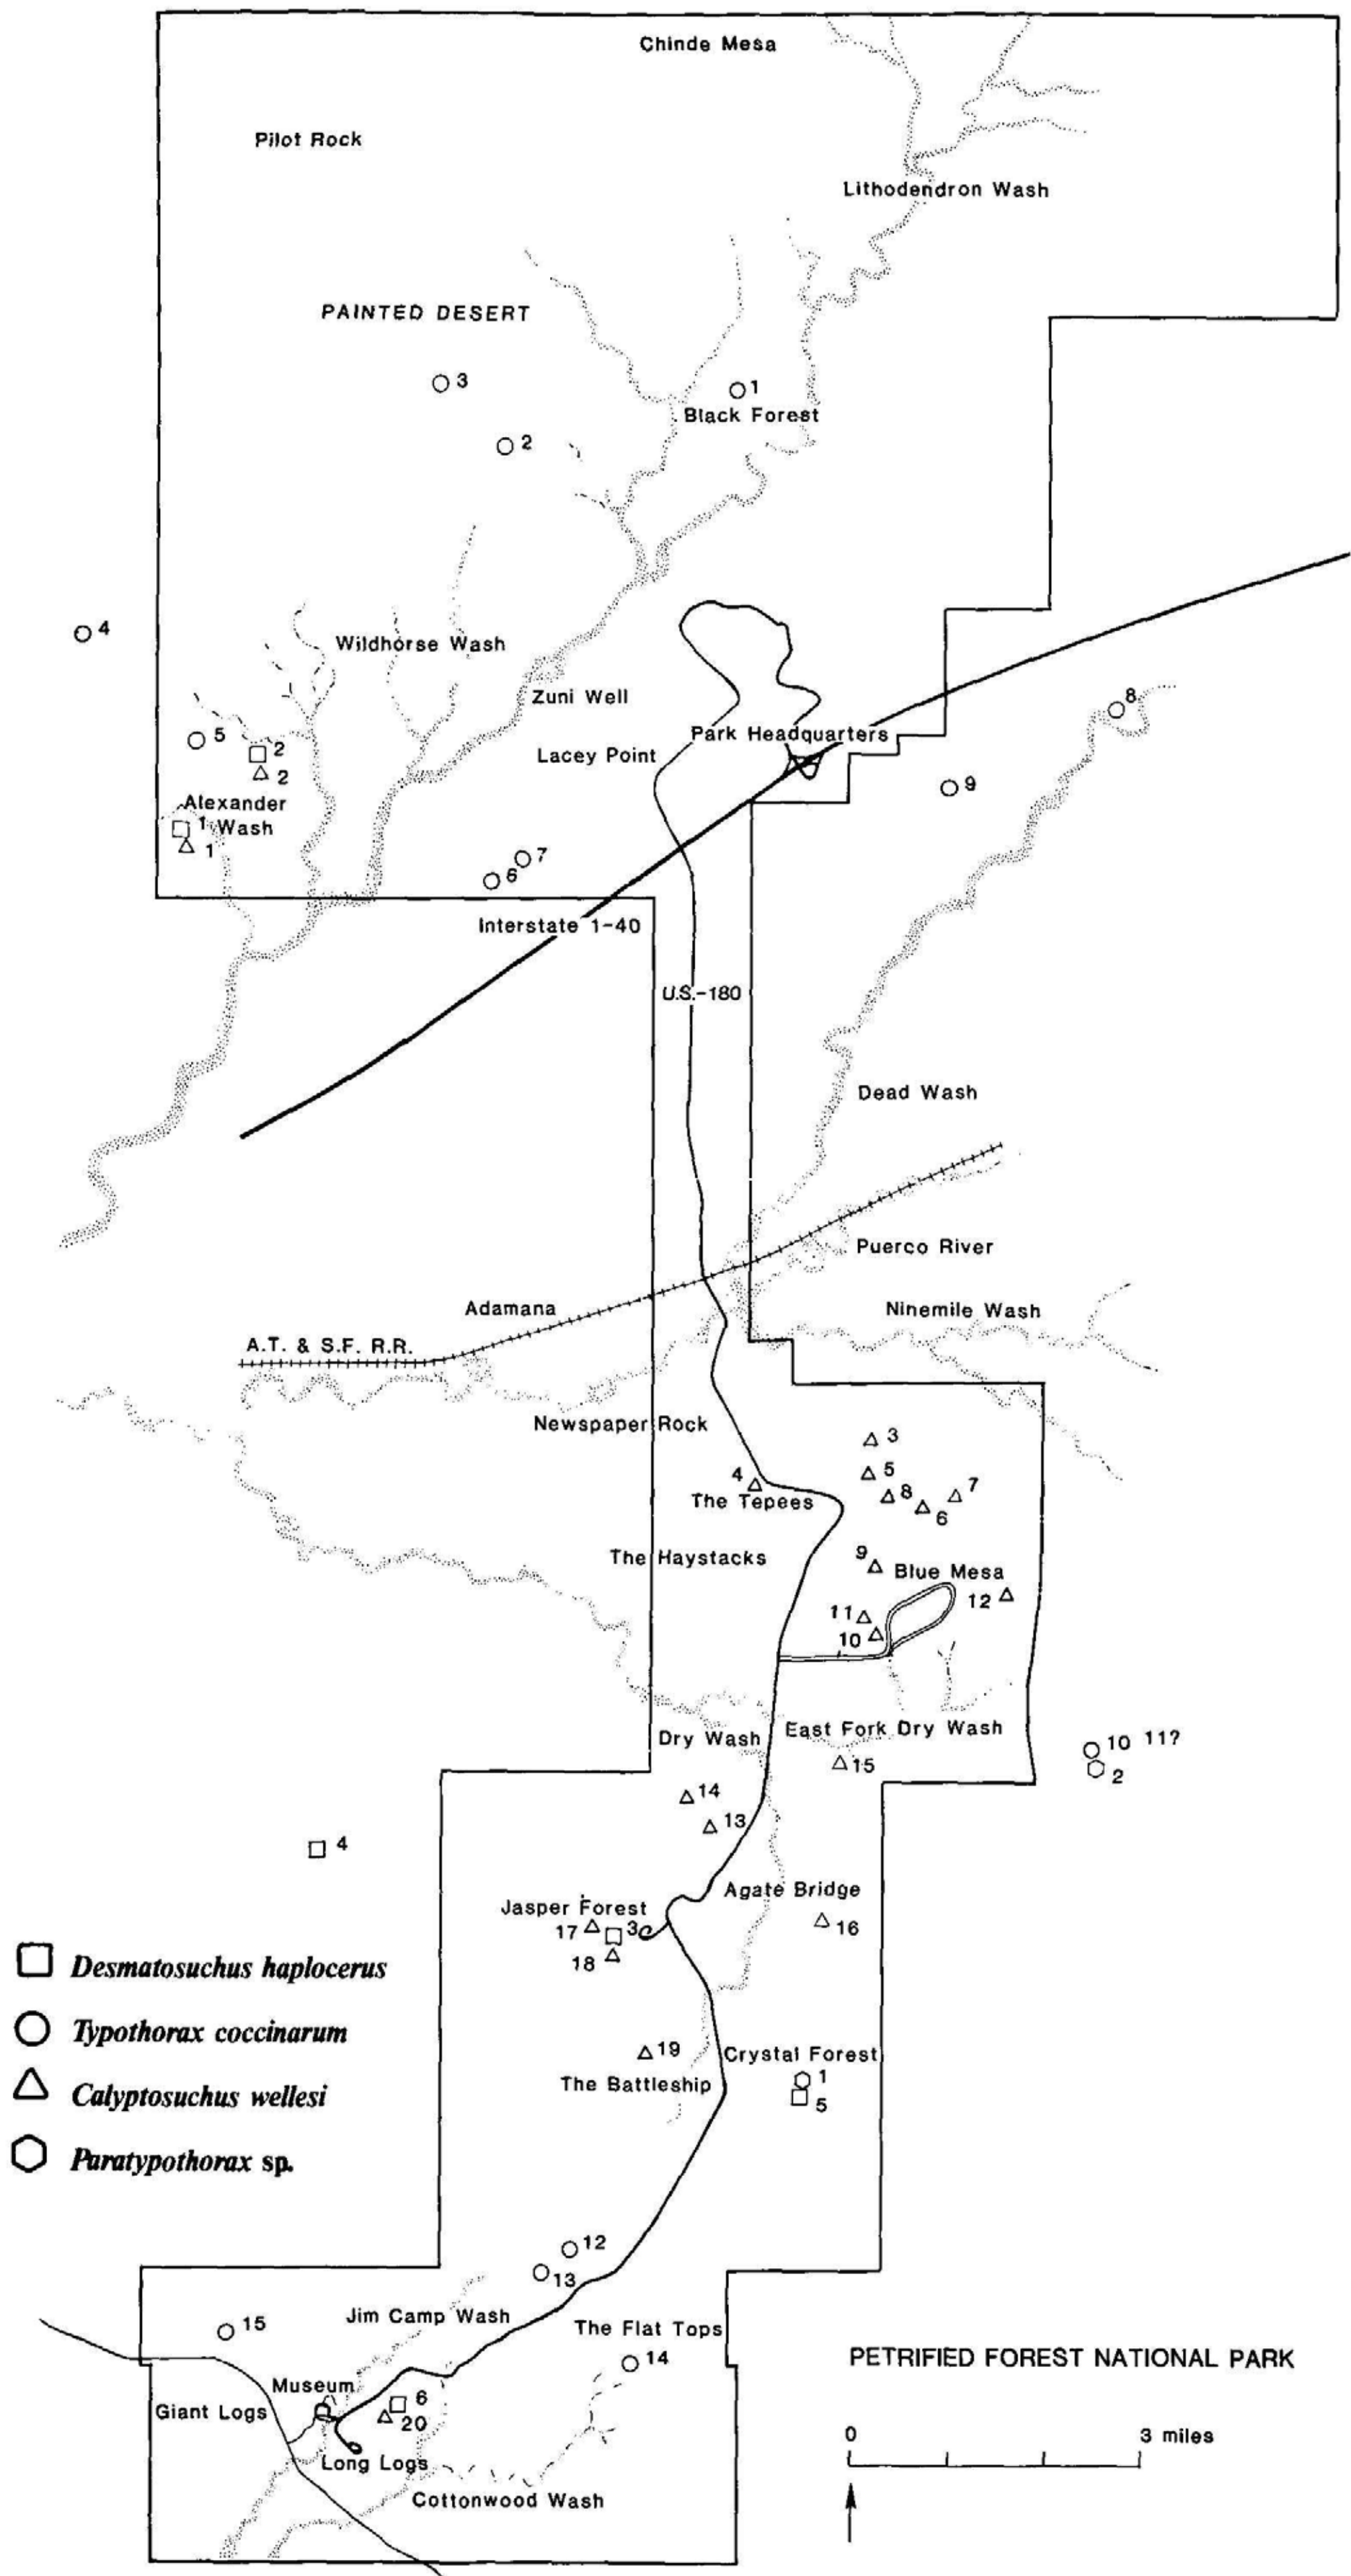 Chinde Mesa
Pilot Rock
Lithodendron Wash
PAINTED DESERT
3
1
Black Forest
2
4
Wildhorse Wash
Zuni Well
8
5
2
Park Headquarters
Lacey Point
2
9
Alexander
1 Wash
1
7
6
Interstate 1-40
U.S.-180
Dead Wash
Puerco River
Adamana
Ninemile Wash
A.T. & S.F. R.R.
Newspaper Rock
3
5
4
8
7
The Tepees
6
The Haystacks
9
Blue Mesa
12
11
10
East Fork Dry Wash
Dry Wash
10 11?
15
2
14
13
4
Agate Bridge
Jasper Forest
17
3
16
18
Desmatosuchus haplocerus
Typothorax coccinarum
19
Crystal Forest
1
The Battleship
5
Calyptosuchus wellesi
Paratypothorax sp.
12
13
15
Jim Camp Wash
The Flat Tops
14
PETRIFIED FOREST NATIONAL PARK
Museum
6
Giant Logs
20
0
3 miles
Long Logs
Cottonwood Wash